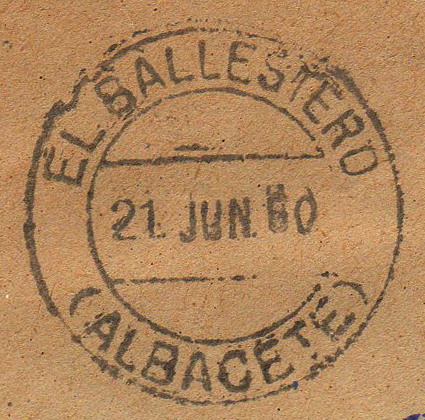 EL BALLESTERO
21 JUN. 60
(ALBACETE)